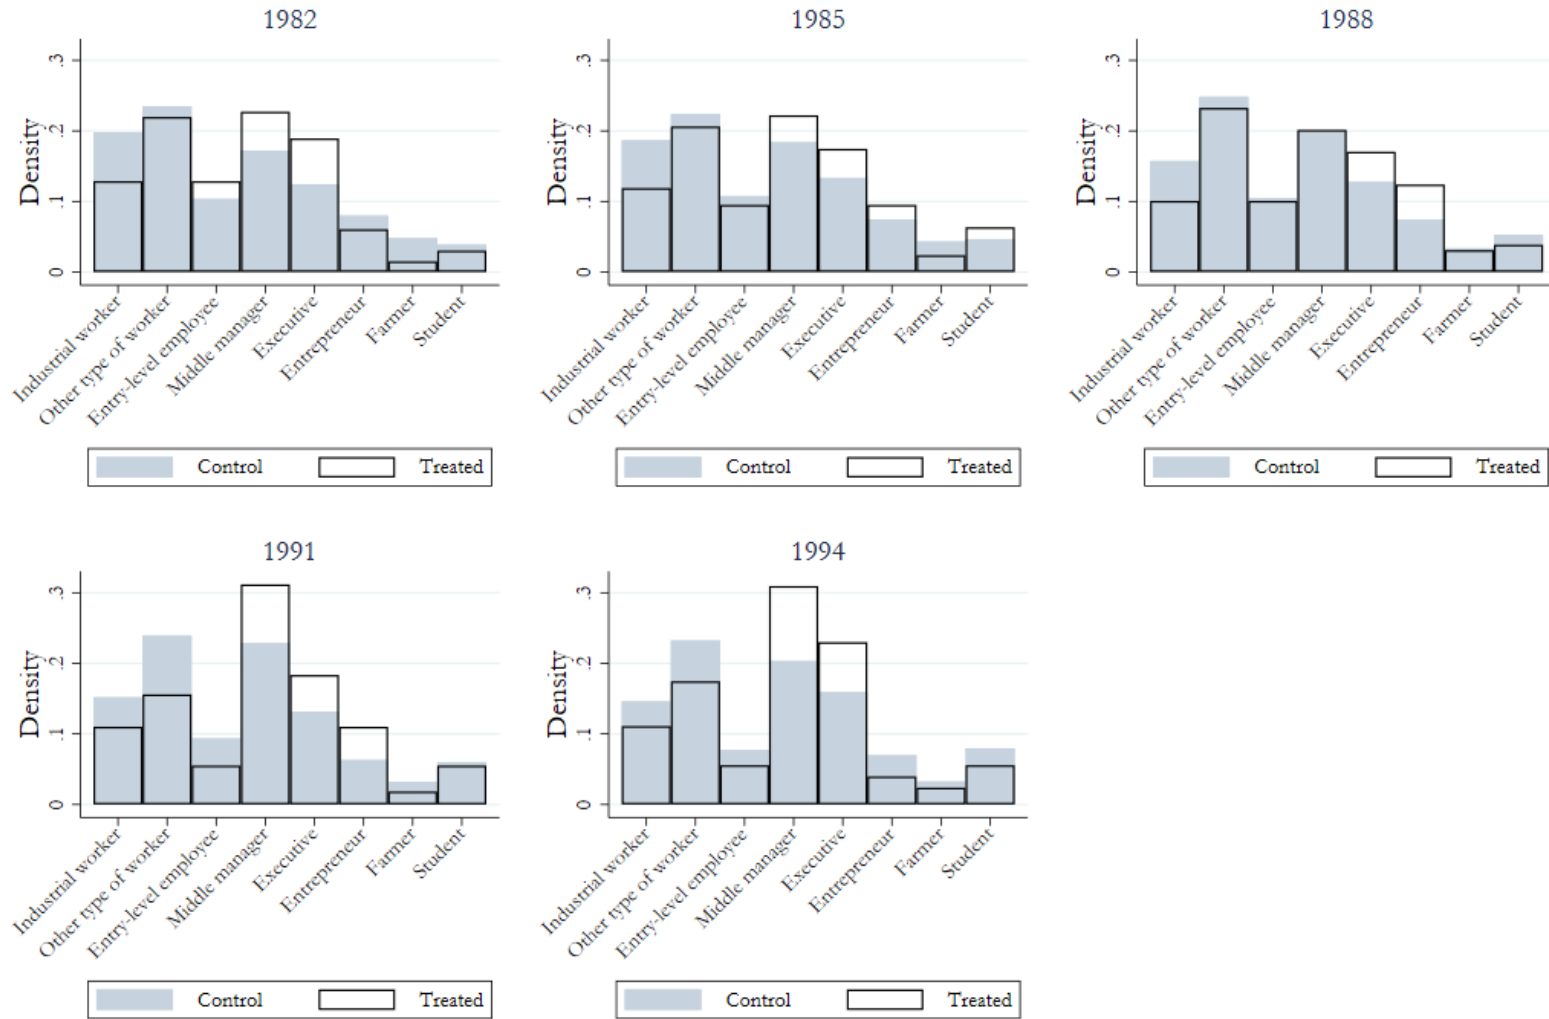 1982
Density
.3
.2
.1
0
Industrial worker
Other type of worker
Entry-level employee
Middle manager
Executive
Entrepreneur
Farmer
Student
Control Treated
1985
Density
.3
.2
.1
0
Industrial worker
Other type of worker
Entry-level employee
Middle manager
Executive
Entrepreneur
Farmer
Student
Control Treated
1988
Density
.3
.2
.1
0
Industrial worker
Other type of worker
Entry-level employee
Middle manager
Executive
Entrepreneur
Farmer
Student
Control Treated
1991
Density
.3
.2
.1
0
Industrial worker
Other type of worker
Entry-level employee
Middle manager
Executive
Entrepreneur
Farmer
Student
Control Treated
1994
Density
.3
.2
.1
0
Industrial worker
Other type of worker
Entry-level employee
Middle manager
Executive
Entrepreneur
Farmer
Student
Control Treated